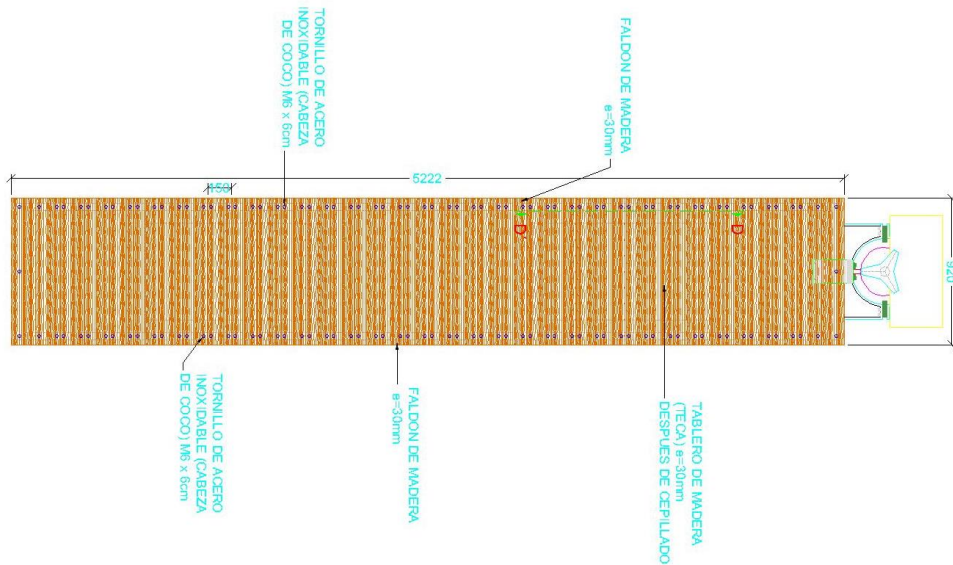 TORNILLO DE ACERO
INOXIDABLE (CABEZA
DE COCO) M6 x 6cm
FALDON DE MADERA
e=30mm
5222
150
920
D'
D
TORNILLO DE ACERO
INOXIDABLE (CABEZA
DE COCO) M6 x 6cm
FALDON DE MADERA
e=30mm
TABLERO DE MADERA
(TECA) e=30mm
DESPUES DE CEPILLADO